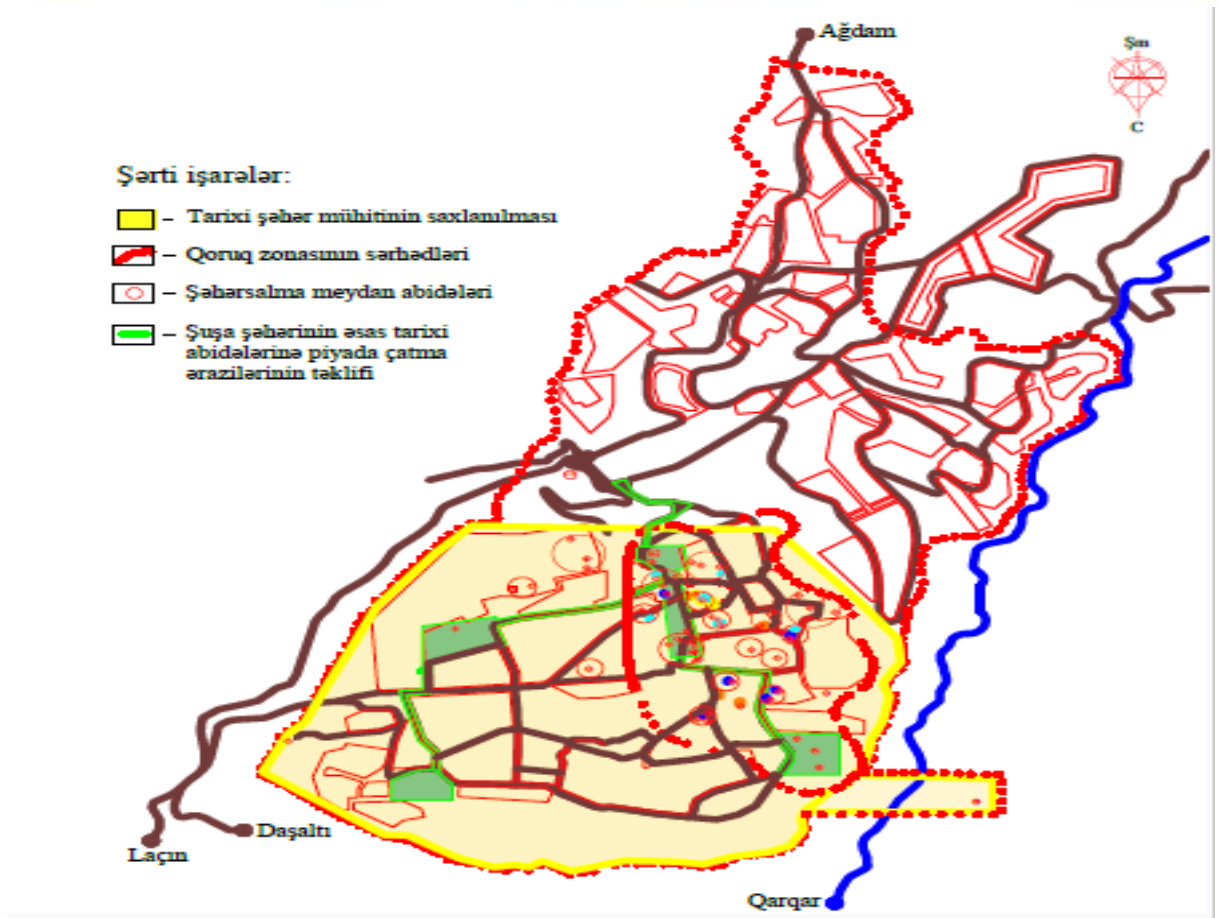 Ağdam
Şm
C
Şərti işarələr:
– Tarixi şəhər mühitinin saxlanılması
– Qoruq zonasının sərhədləri
– Şəhərsalma meydan abidələri
– Şuşa şəhərinin əsas tarixi
abidələrinə piyada çatma
ərazilərinin təklifi
Daşaltı
Laçın
Qarqar